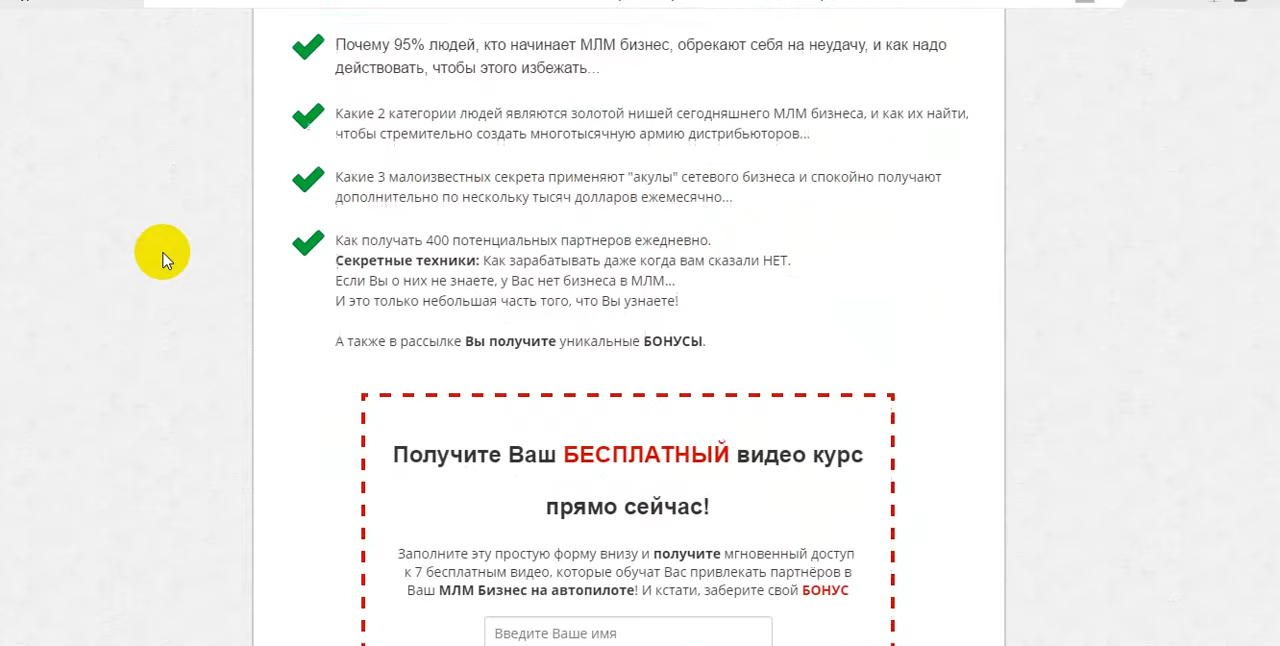 Почему 95% людей, кто начинает МЛМ бизнес, обрекают себя на неудачу, и как надо
действовать, чтобы этого избежать...
Какие 2 категории людей являются золотой нишей сегодняшнего МЛМ бизнеса, и как их найти,
чтобы стремительно создать многотысячную армию дистрибьюторов...
Какие 3 малоизвестных секрета применяют "акулы" сетевого бизнеса и спокойно получают
дополнительно по нескольку тысяч долларов ежемесячно...
Как получать 400 потенциальных партнеров ежедневно.
Секретные техники: Как зарабатывать даже когда вам сказали НЕТ.
Если Вы о них не знаете, у Вас нет бизнеса в МЛМ...
И это только небольшая часть того, что Вы узнаете!
А также в рассылке Вы получите уникальные БОНУСЫ.
Получите Ваш БЕСПЛАТНЫЙ видео курс
прямо сейчас!
Заполните эту простую форму внизу и получите мгновенный доступ
к 7 бесплатным видео, которые обучат Вас привлекать партнёров в
Ваш МЛМ Бизнес на автопилоте! И кстати, заберите свой БОНУС
Введите Ваше имя